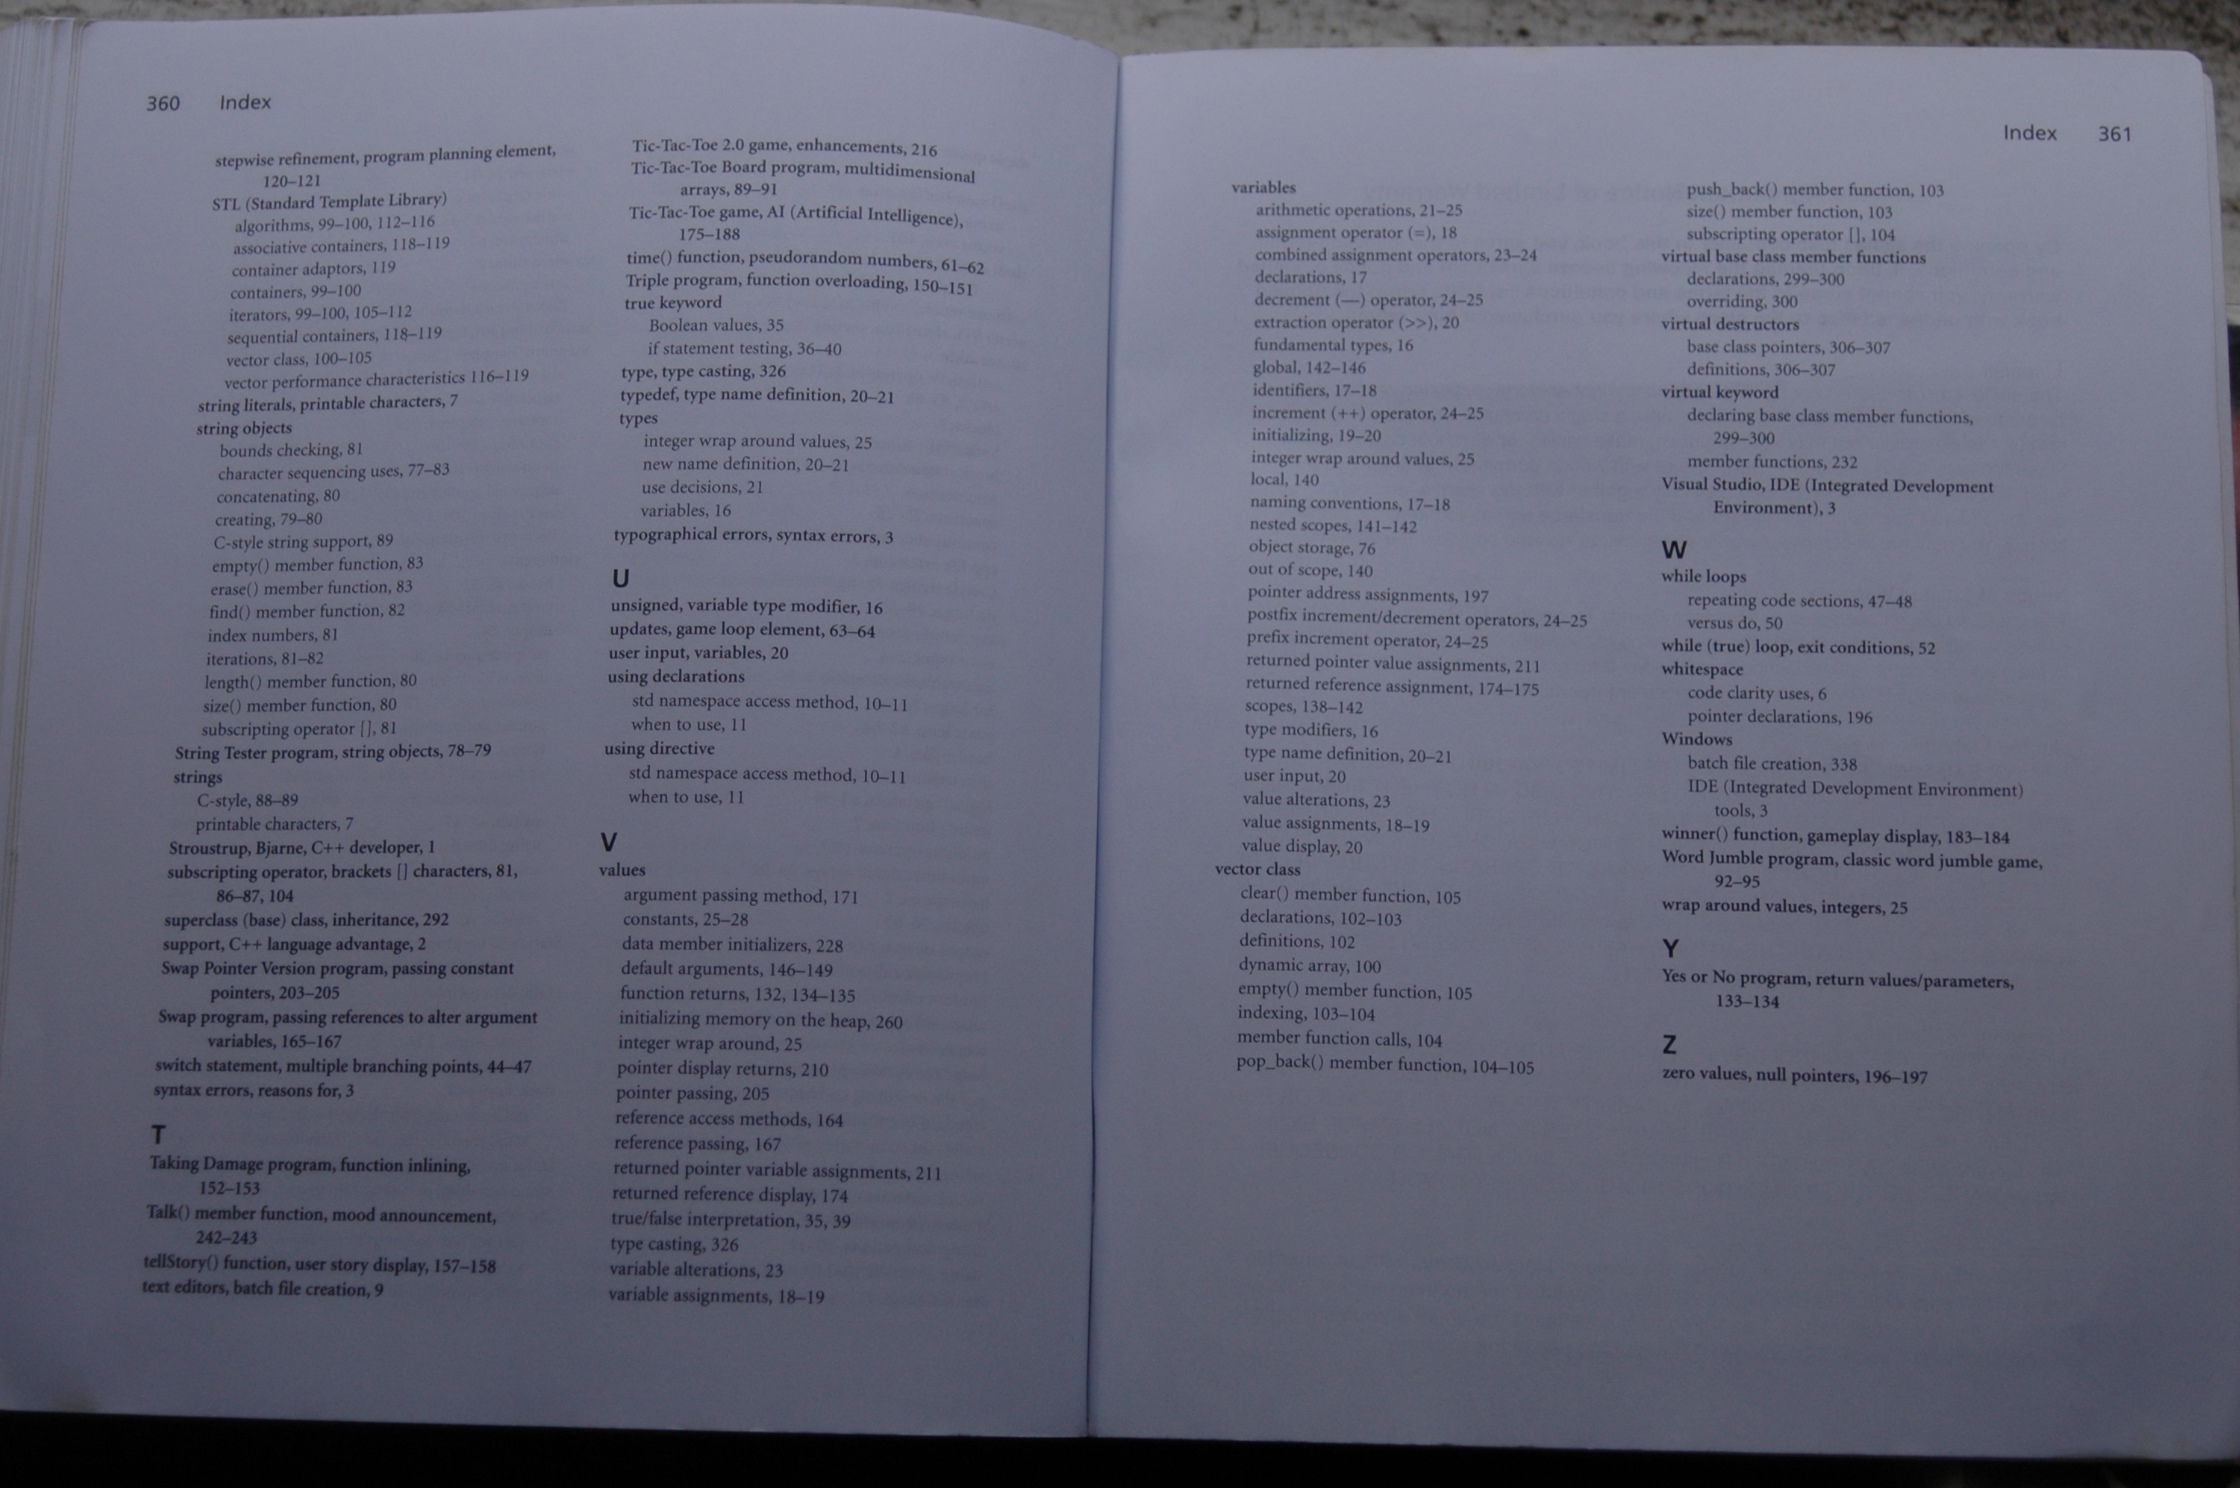 360 Index
stepwise refinement, program planning element,
120–121
STL (Standard Template Library)
algorithms, 99–100, 112–116
associative containers, 118–119
container adaptors, 119
containers, 99–100
iterators, 99–100, 105–112
sequential containers, 118–119
vector class, 100–105
vector performance characteristics 116–119
string literals, printable characters, 7
string objects
bounds checking, 81
character sequencing uses, 77–83
concatenating, 80
creating, 79–80
C-style string support, 89
empty() member function, 83
erase() member function, 83
find() member function, 82
index numbers, 81
iterations, 81–82
length() member function, 80
size() member function, 80
subscripting operator [], 81
String Tester program, string objects, 78–79
strings
C-style, 88–89
printable characters, 7
Stroustrup, Bjarne, C++ developer, 1
subscripting operator, brackets [] characters, 81,
86–87, 104
superclass (base) class, inheritance, 292
support, C++ language advantage, 2
Swap Pointer Version program, passing constant
pointers, 203–205
Swap program, passing references to alter argument
variables, 165–167
switch statement, multiple branching points, 44–47
syntax errors, reasons for, 3
T
Taking Damage program, function inlining,
152–153
Talk() member function, mood announcement,
242–243
tellStory() function, user story display, 157–158
text editors, batch file creation, 9
Tic-Tac-Toe 2.0 game, enhancements, 216
Tic-Tac-Toe Board program, multidimensional
arrays, 89–91
Tic-Tac-Toe game, AI (Artificial Intelligence),
175–188
time() function, pseudorandom numbers, 61–62
Triple program, function overloading, 150–151
true keyword
Boolean values, 35
if statement testing, 36–40
type, type casting, 326
typedef, type name definition, 20–21
types
integer wrap around values, 25
new name definition, 20–21
use decisions, 21
variables, 16
typographical errors, syntax errors, 3
U
unsigned, variable type modifier, 16
updates, game loop element, 63–64
user input, variables, 20
using declarations
std namespace access method, 10–11
when to use, 11
using directive
std namespace access method, 10–11
when to use, 11
V
values
argument passing method, 171
constants, 25–28
data member initializers, 228
default arguments, 146–149
function returns, 132, 134–135
initializing memory on the heap, 260
integer wrap around, 25
pointer display returns, 210
pointer passing, 205
reference access methods, 164
reference passing, 167
returned pointer variable assignments, 211
returned reference display, 174
true/false interpretation, 35, 39
type casting, 326
variable alterations, 23
variable assignments, 18–19
Index 361
variables
arithmetic operations, 21–25
assignment operator (=), 18
combined assignment operators, 23–24
declarations, 17
decrement (—) operator, 24–25
extraction operator (>>), 20
fundamental types, 16
global, 142–146
identifiers, 17–18
increment (++) operator, 24–25
initializing, 19–20
integer wrap around values, 25
local, 140
naming conventions, 17–18
nested scopes, 141–142
object storage, 76
out of scope, 140
pointer address assignments, 197
postfix increment/decrement operators, 24–25
prefix increment operator, 24–25
returned pointer value assignments, 211
returned reference assignment, 174–175
scopes, 138–142
type modifiers, 16
type name definition, 20–21
user input, 20
value alterations, 23
value assignments, 18–19
value display, 20
vector class
clear() member function, 105
declarations, 102–103
definitions, 102
dynamic array, 100
empty() member function, 105
indexing, 103–104
member function calls, 104
pop_back() member function, 104–105
push_back() member function, 103
size() member function, 103
subscripting operator [], 104
virtual base class member functions
declarations, 299–300
overriding, 300
virtual destructors
base class pointers, 306–307
definitions, 306–307
virtual keyword
declaring base class member functions,
299–300
member functions, 232
Visual Studio, IDE (Integrated Development
Environment), 3
W
while loops
repeating code sections, 47–48
versus do, 50
while (true) loop, exit conditions, 52
whitespace
code clarity uses, 6
pointer declarations, 196
Windows
batch file creation, 338
IDE (Integrated Development Environment)
tools, 3
winner() function, gameplay display, 183–184
Word Jumble program, classic word jumble game,
92–95
wrap around values, integers, 25
Y
Yes or No program, return values/parameters,
133–134
Z
zero values, null pointers, 196–197